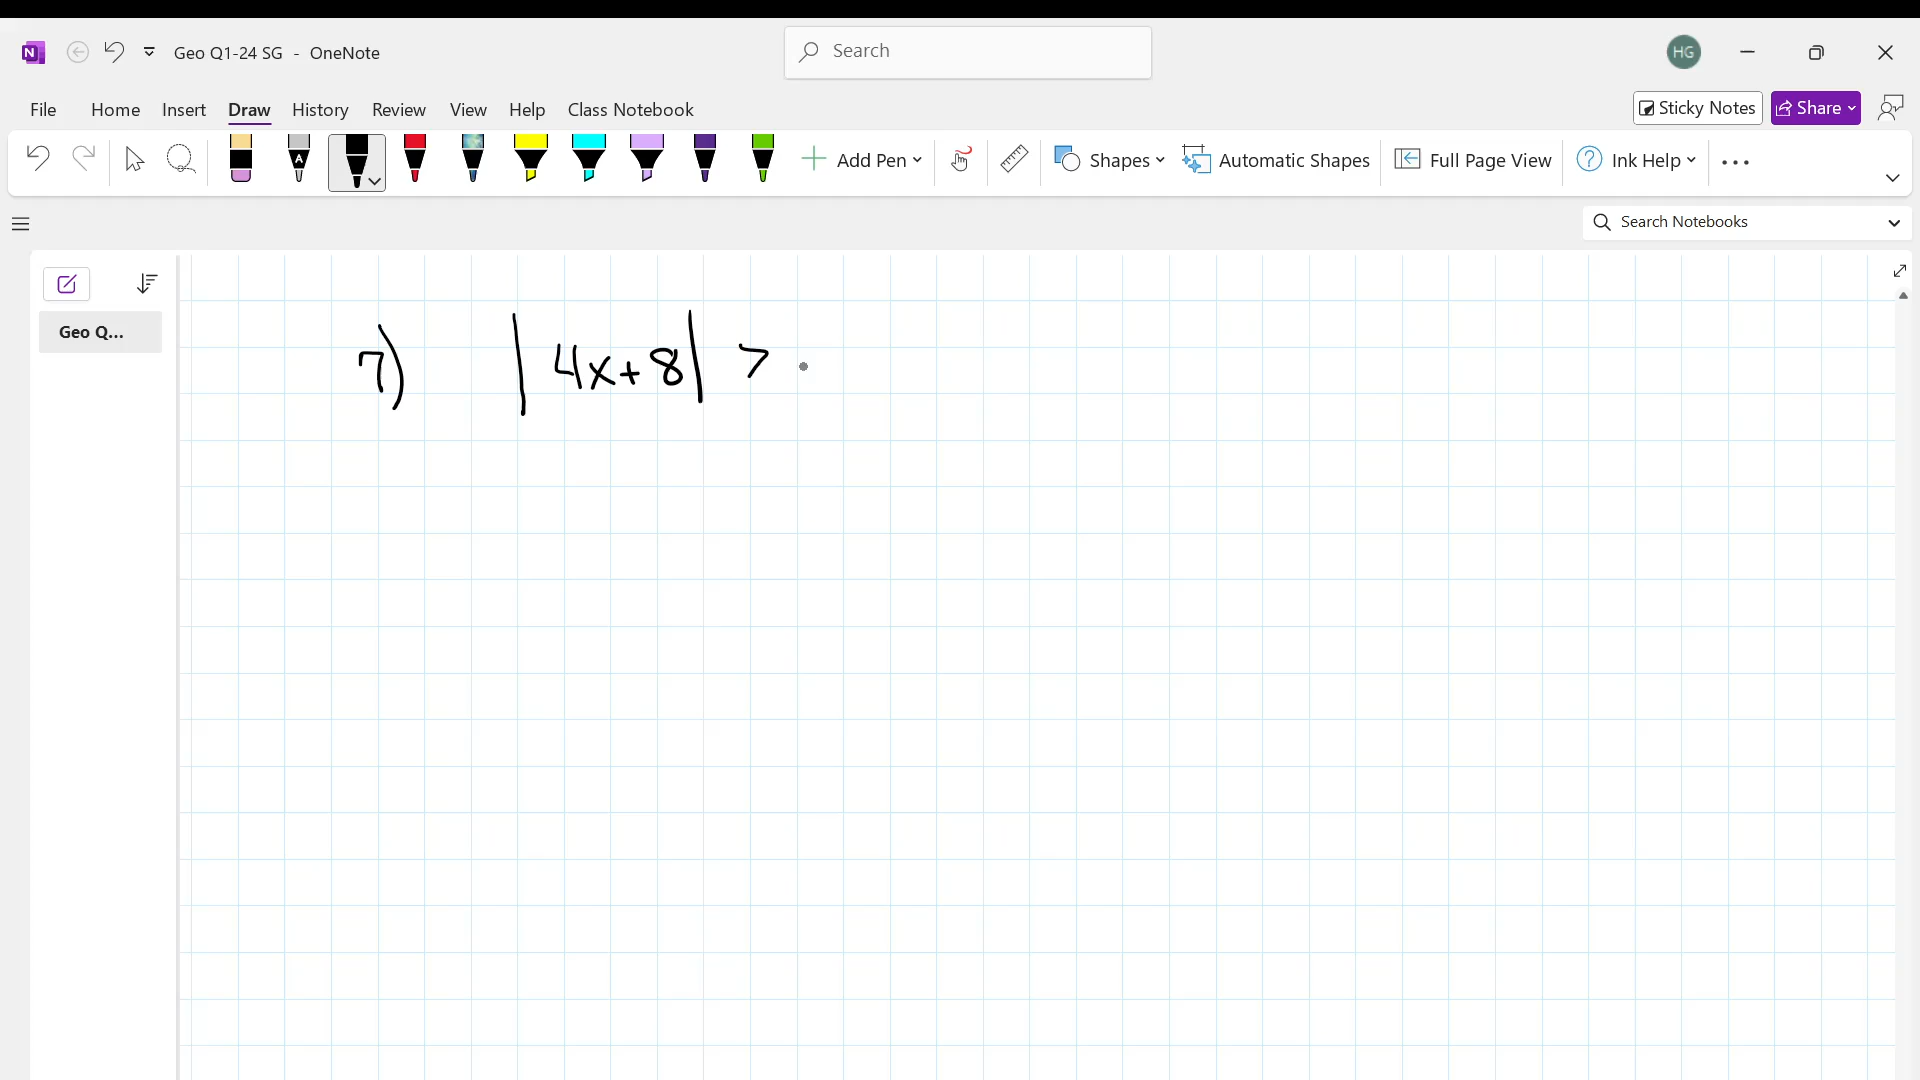 Geo Q1-24 SG - OneNote
Search
HG
File Home Insert Draw History Review View Help Class Notebook
Sticky Notes Share
A
Add Pen Shapes Automatic Shapes Full Page View Ink Help
Search Notebooks
Geo Q...
7) |4x+8| >